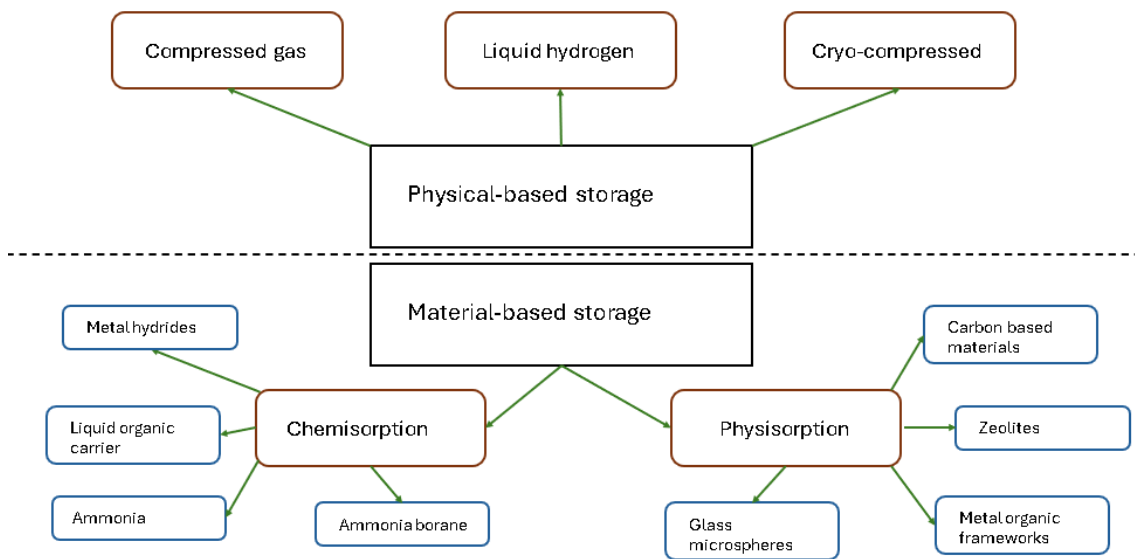 Compressed gas
Liquid hydrogen
Cryo-compressed
Physical-based storage
Material-based storage
Metal hydrides
Carbon based
materials
Liquid organic
carrier
Chemisorption
Physisorption
Zeolites
Ammonia
Ammonia borane
Glass
microspheres
Metal organic
frameworks